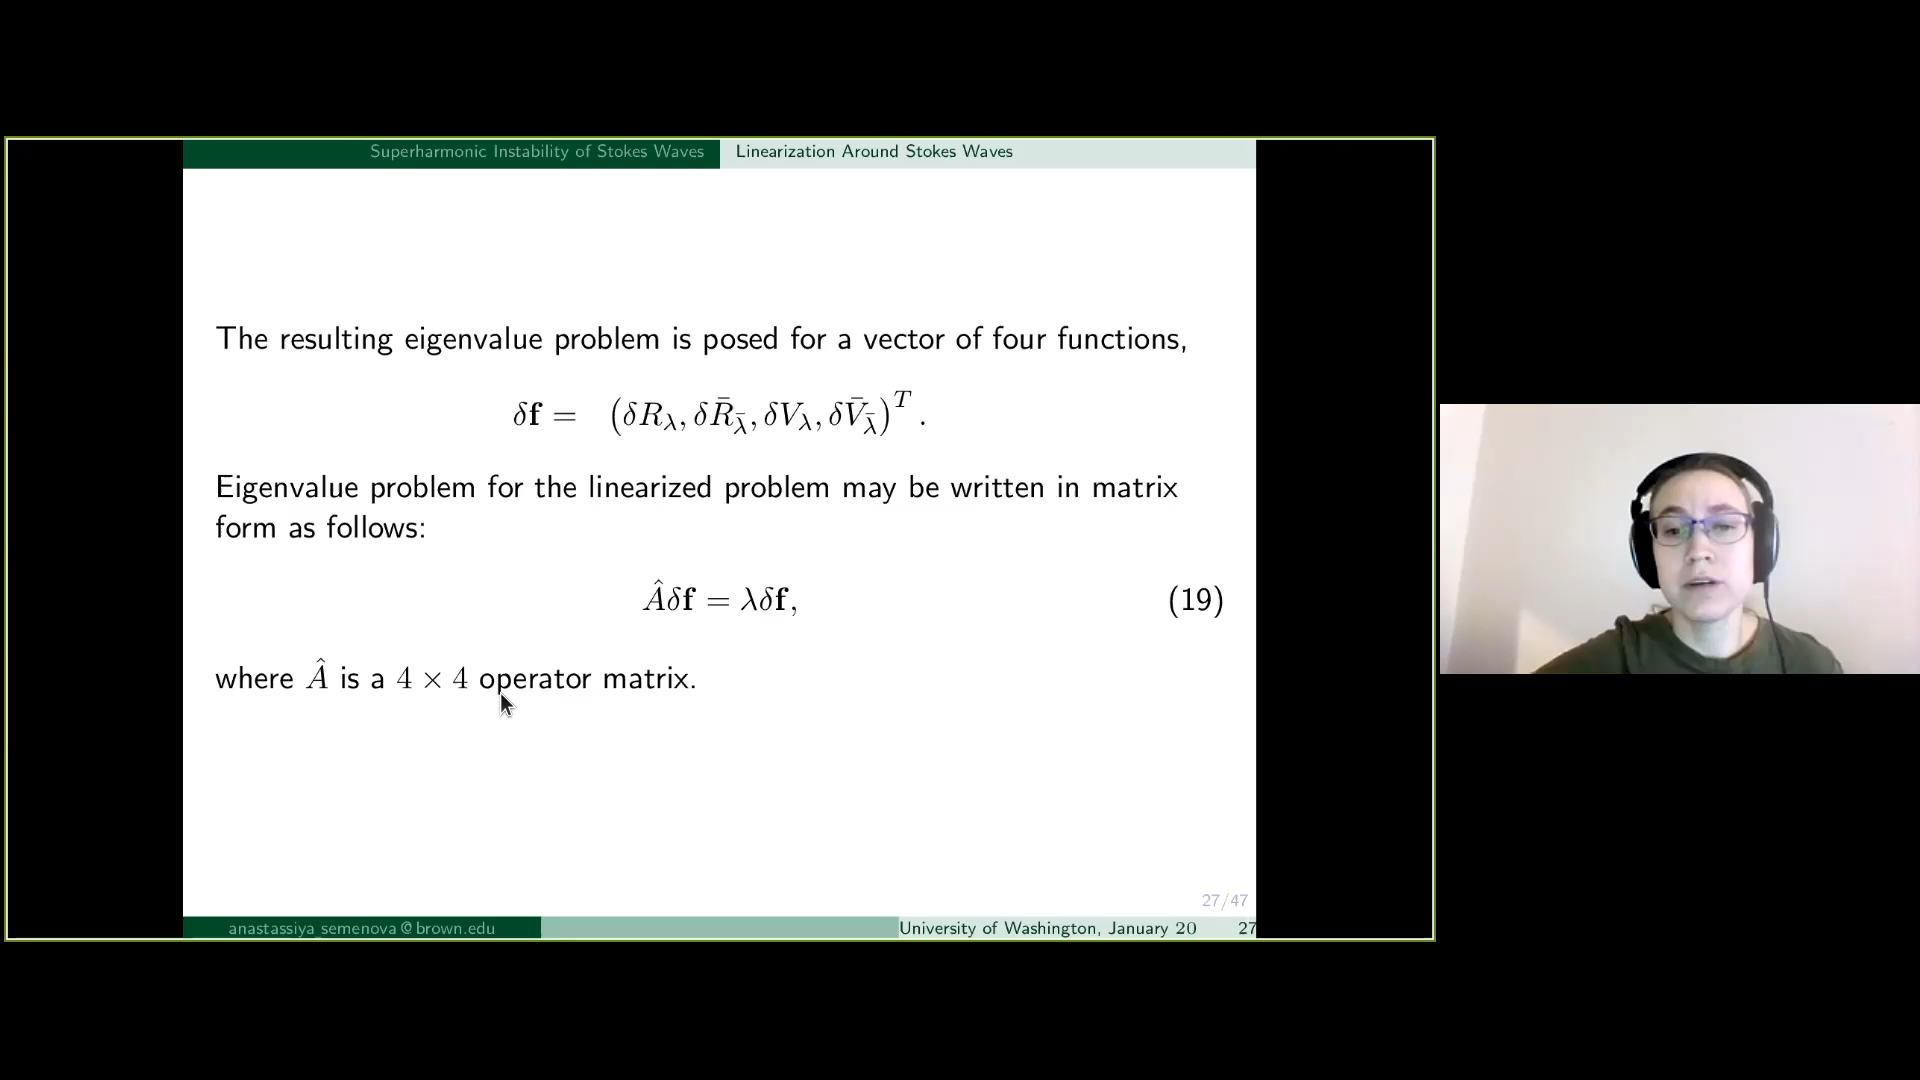 Superharmonic Instability of Stokes Waves
Linearization Around Stokes Waves
The resulting eigenvalue problem is posed for a vector of four functions,
δf = (δR_λ, δR̄_λ̄, δV_λ, δV̄_λ̄)^T.
Eigenvalue problem for the linearized problem may be written in matrix
form as follows:
Âδf = λδf, (19)
where Â is a 4 × 4 operator matrix.
27/47
anastassiya_semenova@brown.edu
University of Washington, January 20 27